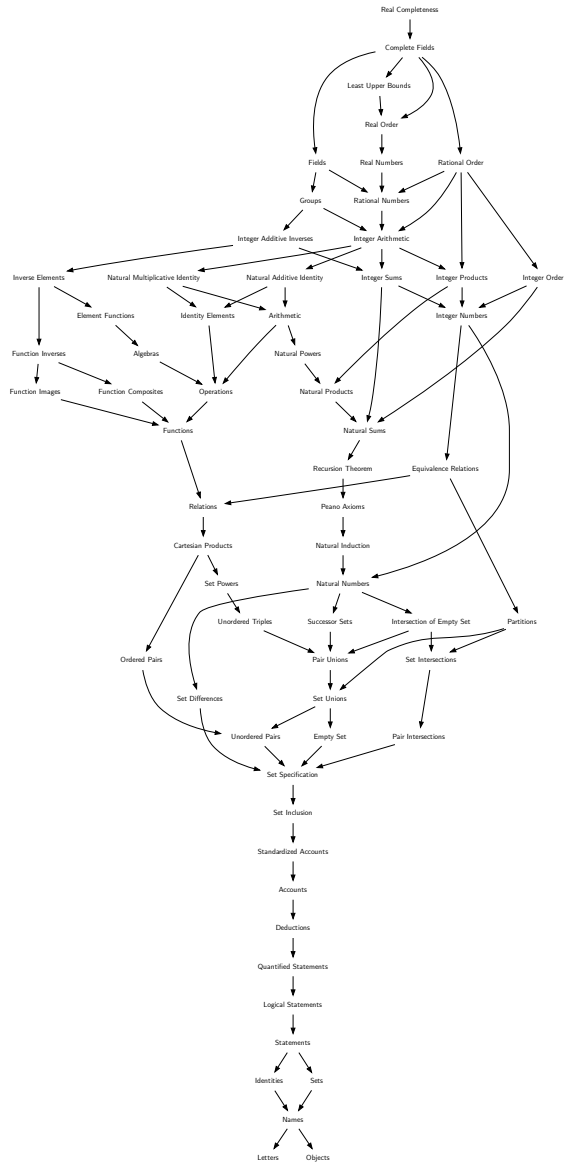 Real Completeness
Complete Fields
Least Upper Bounds
Real Order
Fields
Real Numbers
Rational Order
Groups
Rational Numbers
Integer Additive Inverses
Integer Arithmetic
Inverse Elements
Natural Multiplicative Identity
Natural Additive Identity
Integer Sums
Integer Products
Integer Order
Element Functions
Identity Elements
Arithmetic
Integer Numbers
Function Inverses
Algebras
Natural Powers
Function Images
Function Composites
Operations
Natural Products
Functions
Natural Sums
Recursion Theorem
Equivalence Relations
Relations
Peano Axioms
Cartesian Products
Natural Induction
Set Powers
Natural Numbers
Unordered Triples
Successor Sets
Intersection of Empty Set
Partitions
Ordered Pairs
Pair Unions
Set Intersections
Set Differences
Set Unions
Unordered Pairs
Empty Set
Pair Intersections
Set Specification
Set Inclusion
Standardized Accounts
Accounts
Deductions
Quantified Statements
Logical Statements
Statements
Identities
Sets
Names
Letters
Objects